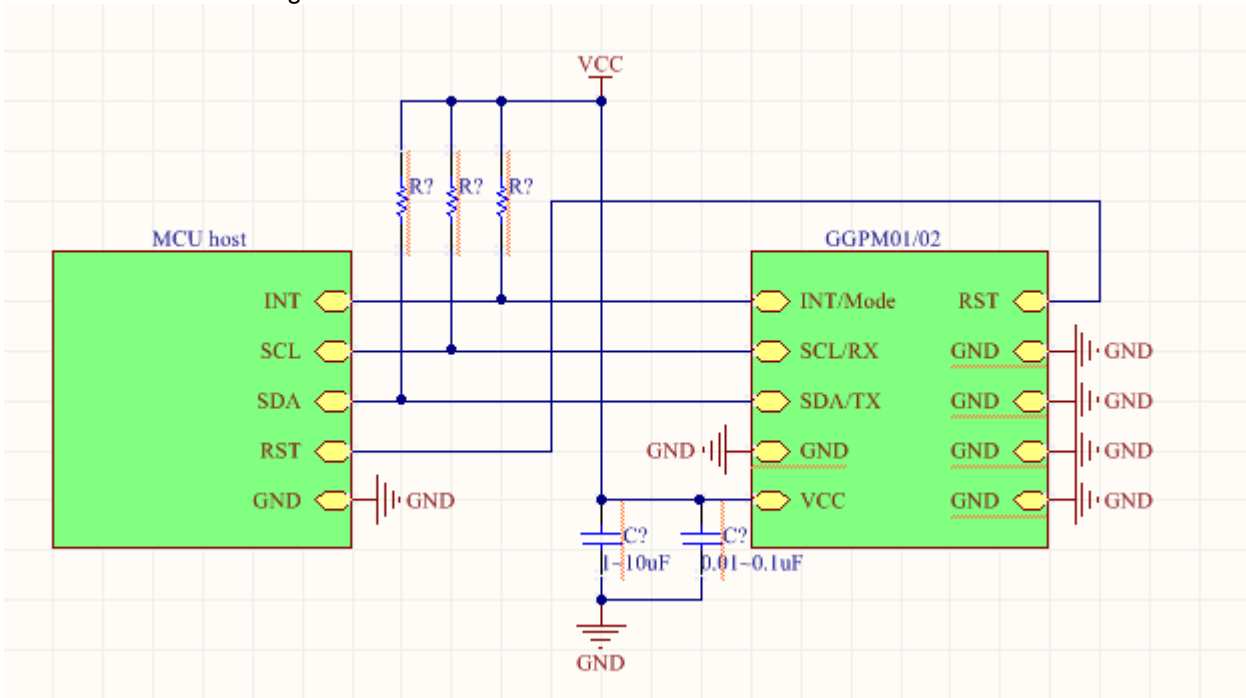 VCC
R? R? R?
MCU host
GGPM01/02
INT
INT/Mode
RST
SCL
SCL/RX
GND
GND
SDA
SDA/TX
GND
GND
RST
GND
GND
GND
GND
GND
GND
VCC
GND
GND
C?
C?
1~10uF
0.01~0.1uF
GND